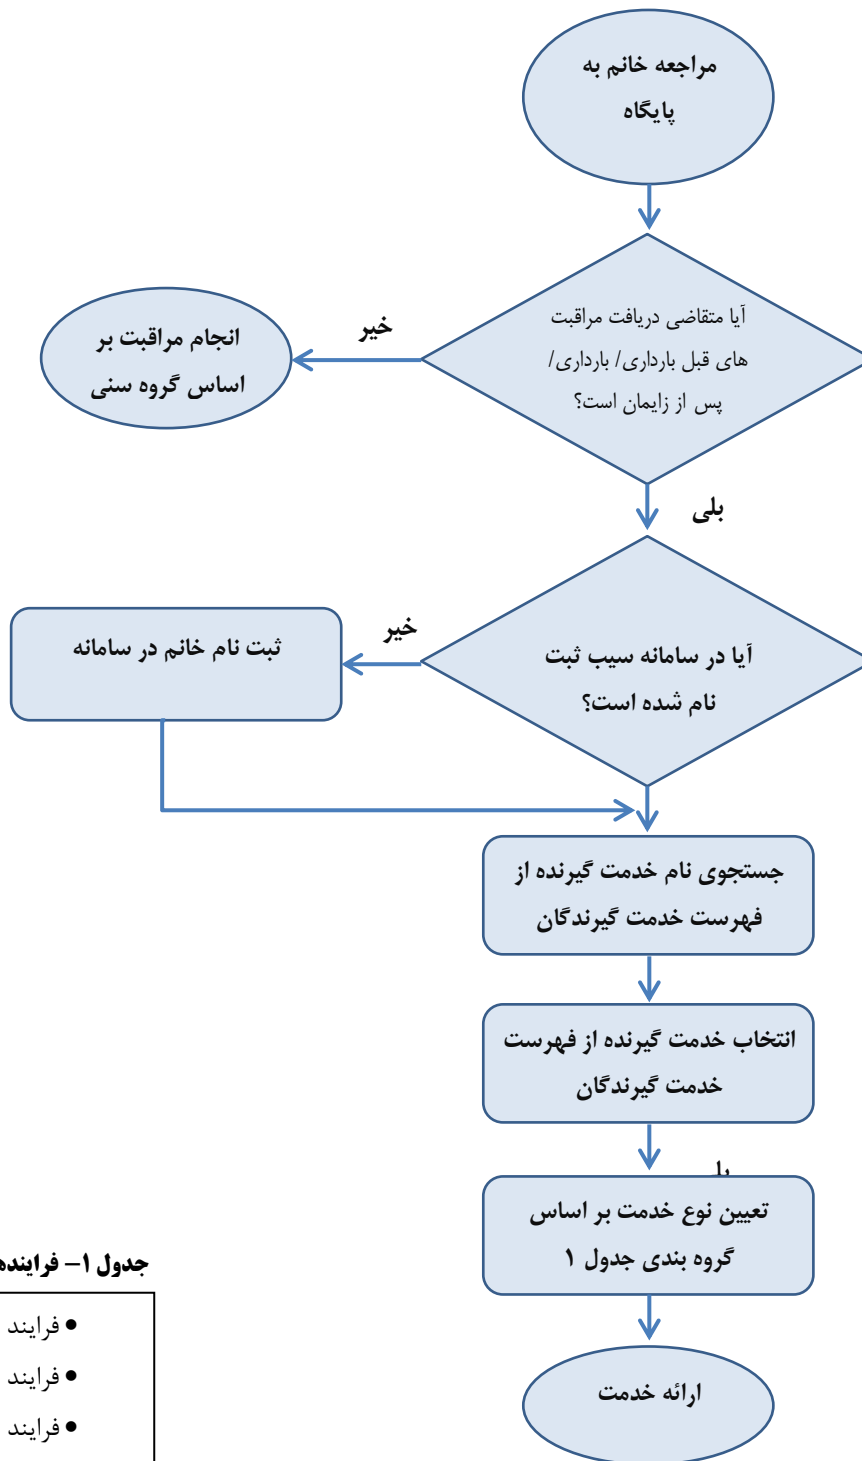 مراجعه خانم به
پایگاه
آیا متقاضی دریافت مراقبت
های قبل بارداری/ بارداری/
پس از زایمان است؟
خیر
انجام مراقبت بر
اساس گروه سنی
بلی
آیا در سامانه سیب ثبت
نام شده است؟
خیر
ثبت نام خانم در سامانه
جستجوی نام خدمت گیرنده از
فهرست خدمت گیرندگان
انتخاب خدمت گیرنده از فهرست
خدمت گیرندگان
تعیین نوع خدمت بر اساس
گروه بندی جدول ۱
ارائه خدمت
جدول ۱-
• فرایند
• فرایند
• فرایند